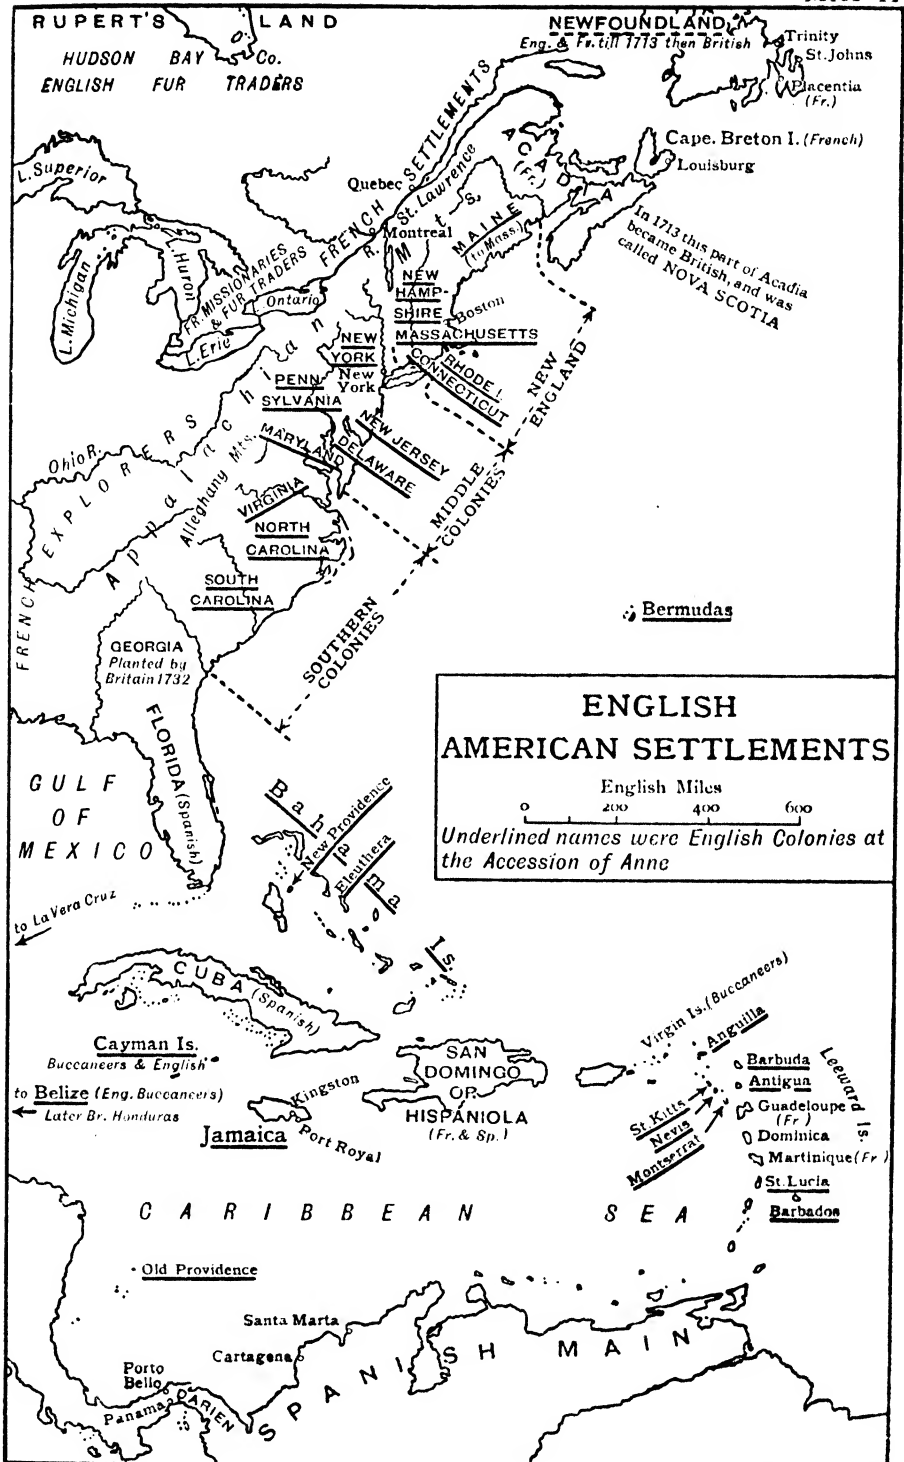 RUPERT'S LAND
HUDSON BAY Co.
ENGLISH FUR TRADERS
NEWFOUNDLAND
Eng. & Fr. till 1713 then British
Trinity
St. Johns
Placentia
(Fr.)
Cape. Breton I. (French)
Louisburg
ACADIA
(Fr.)
In 1713 this part of Acadia
became British, and was
called NOVA SCOTIA
L. Superior
L. Michigan
L. Huron
L. Erie
Ontario
FR. MISSIONARIES
& FUR TRADERS
FRENCH SETTLEMENTS
R. St. Lawrence
Quebec
Montreal
MAINE
(to Mass.)
NEW
HAMP-
SHIRE
Boston
MASSACHUSETTS
RHODE I.
CONNECTICUT
NEW
YORK
New
York
PENN
SYLVANIA
NEW JERSEY
DELAWARE
MARYLAND
VIRGINIA
NORTH
CAROLINA
SOUTH
CAROLINA
GEORGIA
Planted by
Britain 1732
FLORIDA (Spanish)
Appalachian Mts.
Alleghany Mts.
Ohio R.
FRENCH EXPLORERS
NEW
ENGLAND
MIDDLE
COLONIES
SOUTHERN
COLONIES
Bermudas
ENGLISH
AMERICAN SETTLEMENTS
English Miles
0 200 400 600
Underlined names were English Colonies at
the Accession of Anne
GULF
OF
MEXICO
to La Vera Cruz
Bahama Is.
New Providence
Eleuthera
CUBA (Spanish)
Cayman Is.
Buccaneers & English
to Belize (Eng. Buccaneers)
Later Br. Honduras
Kingston
Jamaica
Port Royal
SAN
DOMINGO
OR
HISPANIOLA
(Fr. & Sp.)
Virgin Is. (Buccaneers)
Anguilla
Barbuda
Antigua
Leeward Is.
St. Kitts
Nevis
Montserrat
Guadeloupe
(Fr)
Dominica
Martinique (Fr)
St. Lucia
Barbados
CARIBBEAN SEA
Old Providence
Santa Marta
Cartagena
Porto
Bello
Panama
DARIEN
SPANISH MAIN